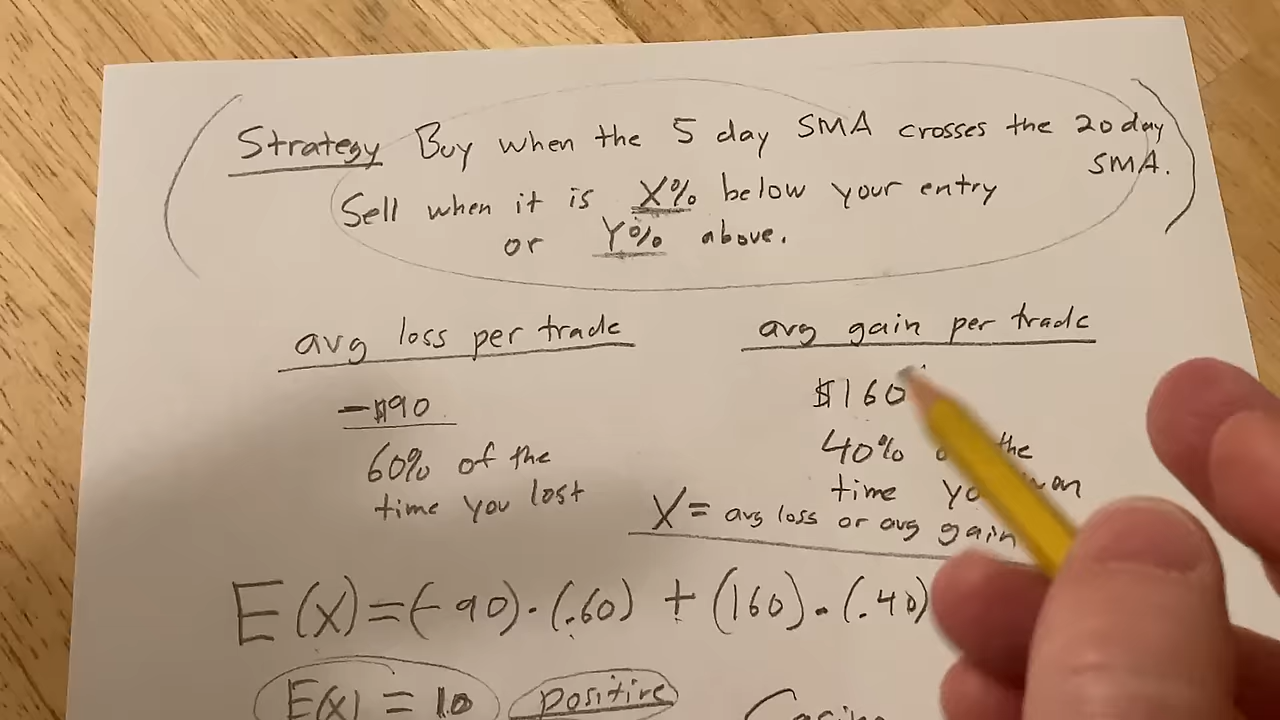 Strategy Buy when the 5 day SMA crosses the 20 day
SMA.
Sell when it is X% below your entry
or Y% above.
avg loss per trade
avg gain per trade
-$90
$160
60% of the
time you lost
40% the
time
X = avg loss or avg gain
E(x)=(-90)·(.60) + (160)·(.40)
E(x) = 10 positive